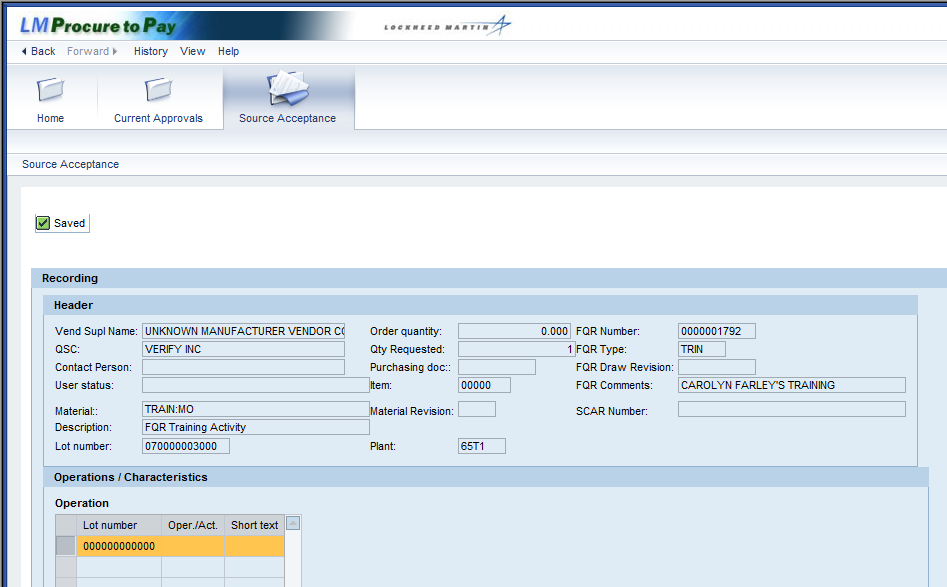 LM Procure to Pay
LOCKHEED MARTIN
Back Forward History View Help
Home Current Approvals Source Acceptance
Source Acceptance
Saved
Recording
Header
Vend Supl Name: UNKNOWN MANUFACTURER VENDOR CO Order quantity: 0.000 FQR Number: 0000001792
QSC: VERIFY INC Qty Requested: 1 FQR Type: TRIN
Contact Person: Purchasing doc:: FQR Draw Revision:
User status: Item: 00000 FQR Comments: CAROLYN FARLEY'S TRAINING
Material:: TRAIN:MO Material Revision: SCAR Number:
Description: FQR Training Activity
Lot number: 070000003000 Plant: 65T1
Operations / Characteristics
Operation
Lot number Oper./Act. Short text
000000000000